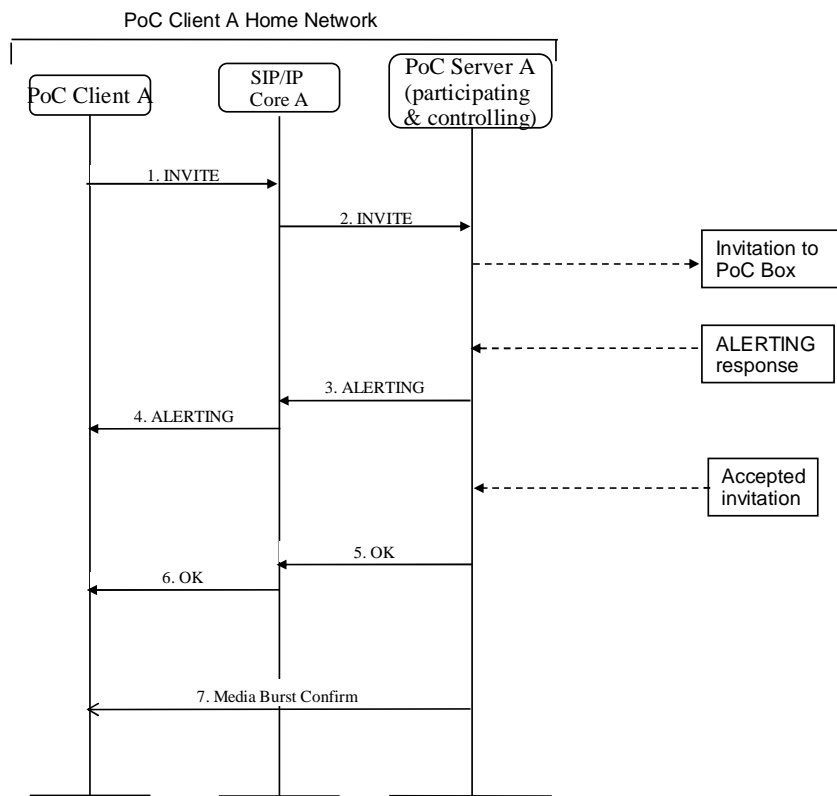 PoC Client A Home Network
PoC Client A
SIP/IP
Core A
PoC Server A
(participating
& controlling)
1. INVITE
2. INVITE
Invitation to
PoC Box
ALERTING
response
3. ALERTING
4. ALERTING
Accepted
invitation
5. OK
6. OK
7. Media Burst Confirm